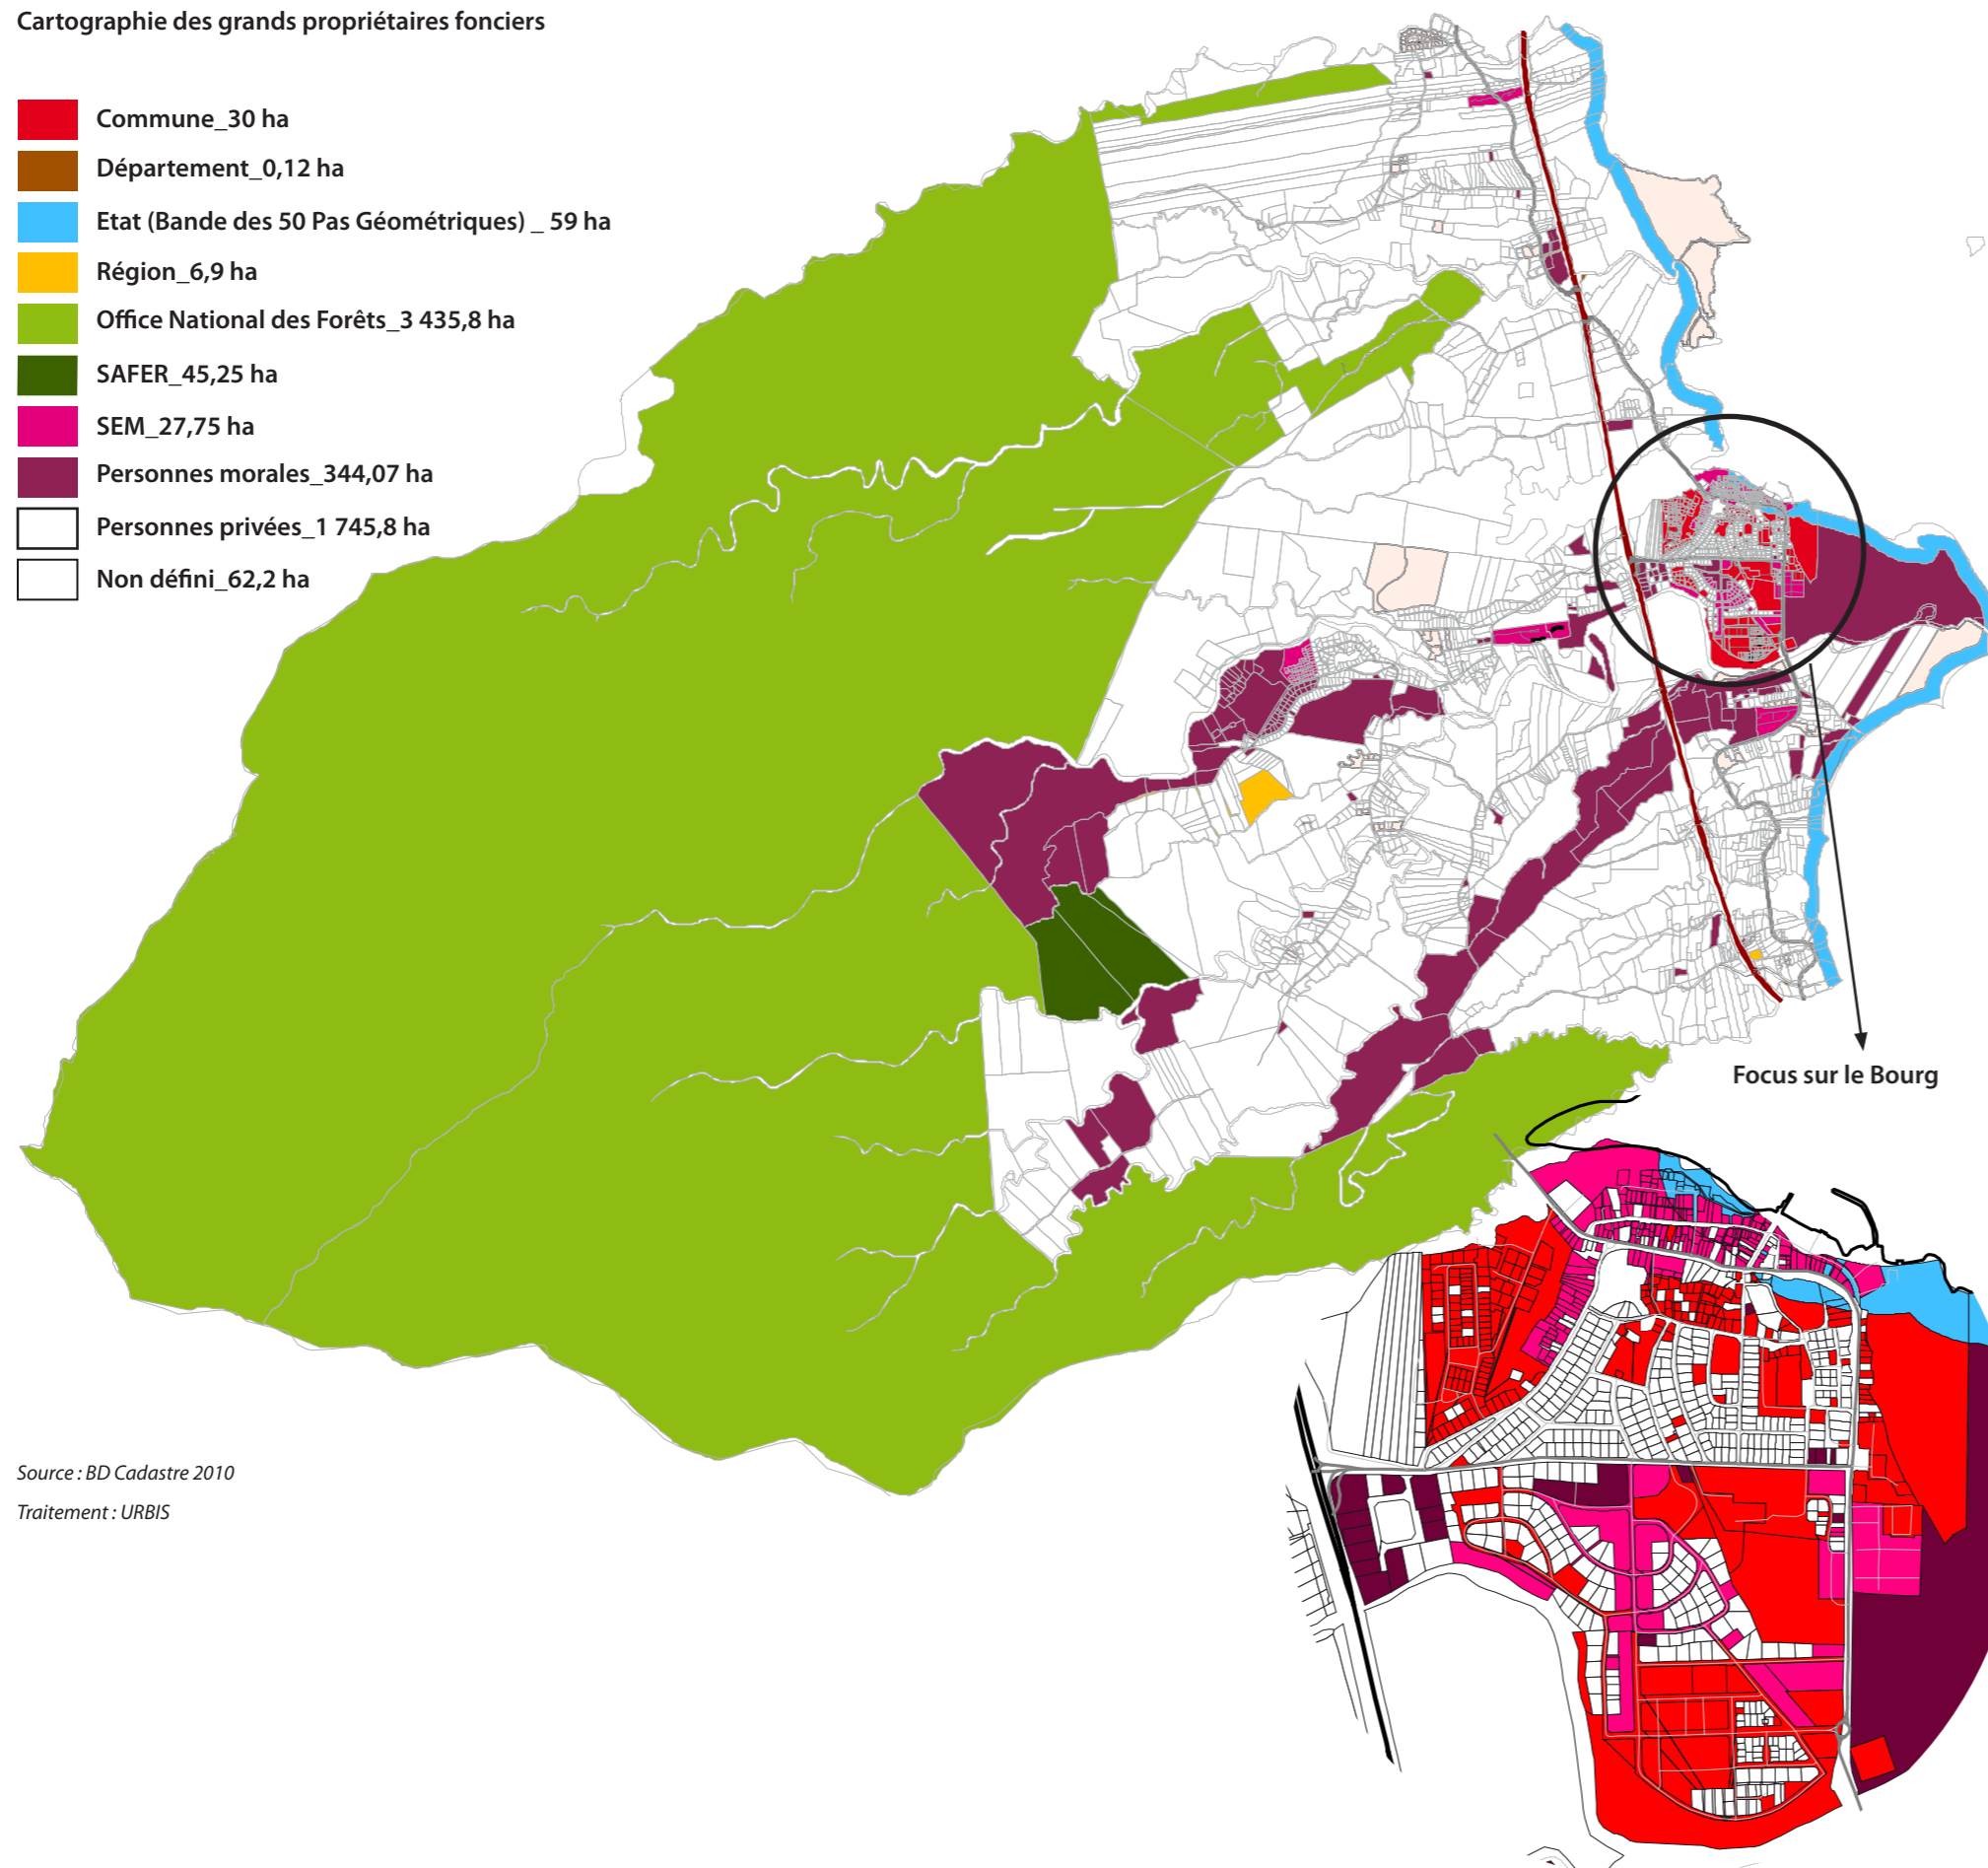 Cartographie des grands propriétaires fonciers
Commune_30 ha
Département_0,12 ha
Etat (Bande des 50 Pas Géométriques) _ 59 ha
Région_6,9 ha
Office National des Forêts_3 435,8 ha
SAFER_45,25 ha
SEM_27,75 ha
Personnes morales_344,07 ha
Personnes privées_1 745,8 ha
Non défini_62,2 ha
Focus sur le Bourg
Source : BD Cadastre 2010
Traitement : URBIS